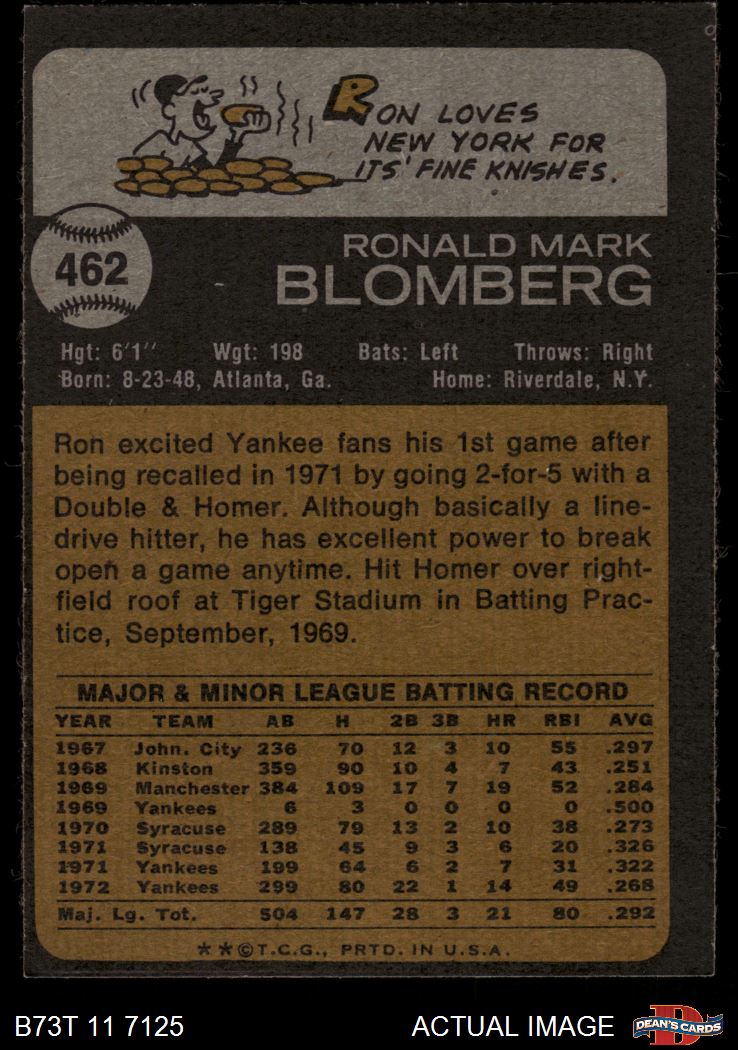 RON LOVES
NEW YORK FOR
ITS' FINE KNISHES.
462
RONALD MARK
BLOMBERG
Hgt: 6'1" Wgt: 198 Bats: Left Throws: Right
Born: 8-23-48, Atlanta, Ga. Home: Riverdale, N.Y.
Ron excited Yankee fans his 1st game after
being recalled in 1971 by going 2-for-5 with a
Double & Homer. Although basically a line-
drive hitter, he has excellent power to break
open a game anytime. Hit Homer over right-
field roof at Tiger Stadium in Batting Prac-
tice, September, 1969.
MAJOR & MINOR LEAGUE BATTING RECORD
YEAR TEAM AB H 2B 3B HR RBI AVG
1967 John. City 236 70 12 3 10 55 .297
1968 Kinston 359 90 10 4 7 43 .251
1969 Manchester 384 109 17 7 19 52 .284
1969 Yankees 6 3 0 0 0 0 .500
1970 Syracuse 289 79 13 2 10 38 .273
1971 Syracuse 138 45 9 3 6 20 .326
1971 Yankees 199 64 6 2 7 31 .322
1972 Yankees 299 80 22 1 14 49 .268
Maj. Lg. Tot. 504 147 28 3 21 80 .292
**©T.C.G., PRTD. IN U.S.A.
B73T 11 7125 ACTUAL IMAGE D DEAN'S CARDS